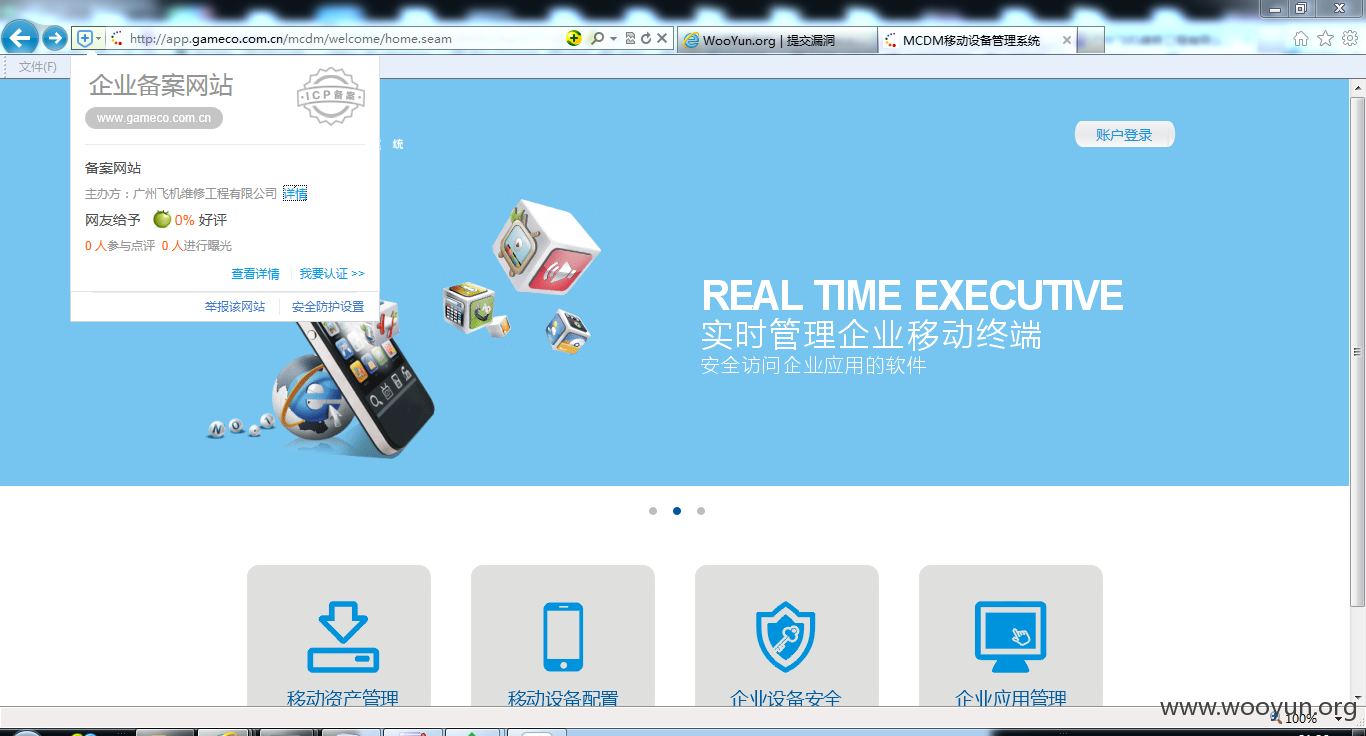 http://app.gameco.com.cn/mcdm/welcome/home.seam
WooYun.org | 提交漏洞
MCDM移动设备管理系统
文件(F)
企业备案网站
ICP备案
www.gameco.com.cn
备案网站
主办方：广州飞机维修工程有限公司 详情
网友给予 0% 好评
0 人参与点评 0 人进行曝光
查看详情 我要认证 >>
举报该网站 安全防护设置
统
账户登录
REAL TIME EXECUTIVE
实时管理企业移动终端
安全访问企业应用的软件
NO.1
移动资产管理
移动设备配置
企业设备安全
企业应用管理
www.wooyun.org
100%